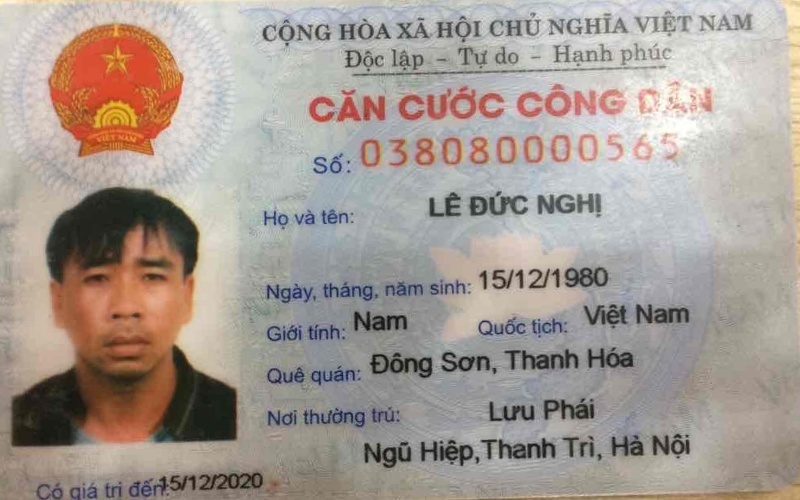 CỘNG HÒA XÃ HỘI CHỦ NGHĨA VIỆT NAM
Độc lập – Tự do – Hạnh phúc
CĂN CƯỚC CÔNG DÂN
Số: 038080000565
Họ và tên: LÊ ĐỨC NGHỊ
Ngày, tháng, năm sinh: 15/12/1980
Giới tính: Nam Quốc tịch: Việt Nam
Quê quán: Đông Sơn, Thanh Hóa
Nơi thường trú: Lưu Phái
Ngũ Hiệp,Thanh Trì, Hà Nội
Có giá trị đến: 15/12/2020